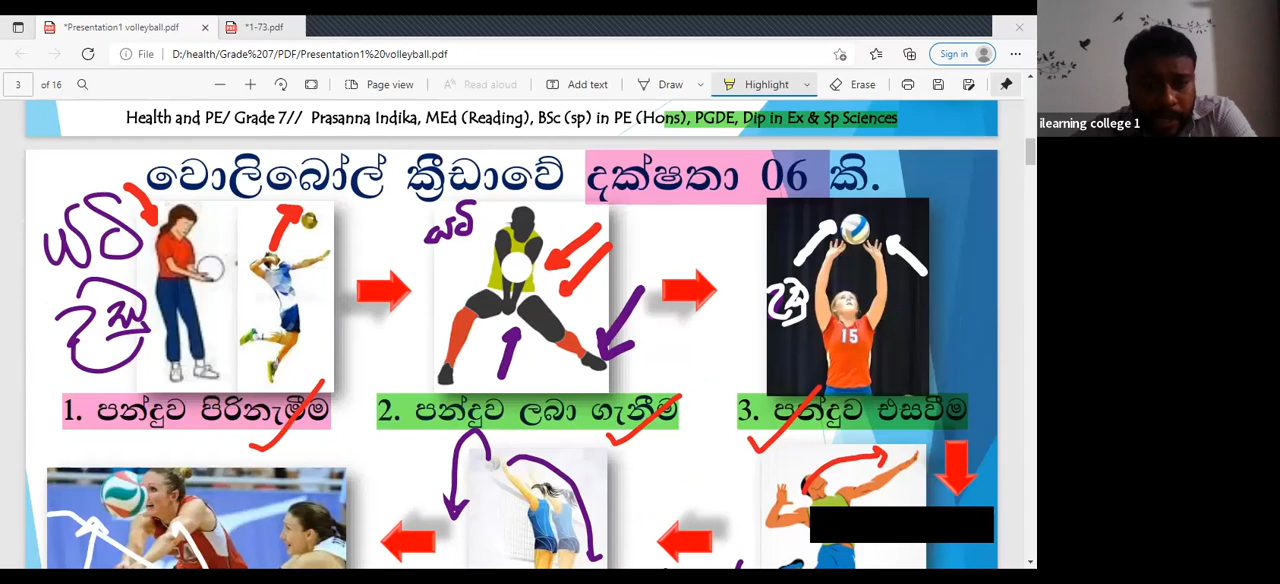 *Presentation1 volleyball.pdf
*1-73.pdf
File D:/health/Grade%207/PDF/Presentation1%20volleyball.pdf
Sign in
3 of 16
Page view
Read aloud
Add text
Draw
Highlight
Erase
ilearning college 1
Health and PE/ Grade 7// Prasanna Indika, MEd (Reading), BSc (sp) in PE (Hons), PGDE, Dip in Ex & Sp Sciences
වොලිබෝල් ක්‍රීඩාවේ දක්ෂතා 06 කි.
යටි
යටි
උඩු
උඩු
15
1. පන්දුව පිරිනැමීම
2. පන්දුව ලබා ගැනීම
3. පන්දුව එසවීම